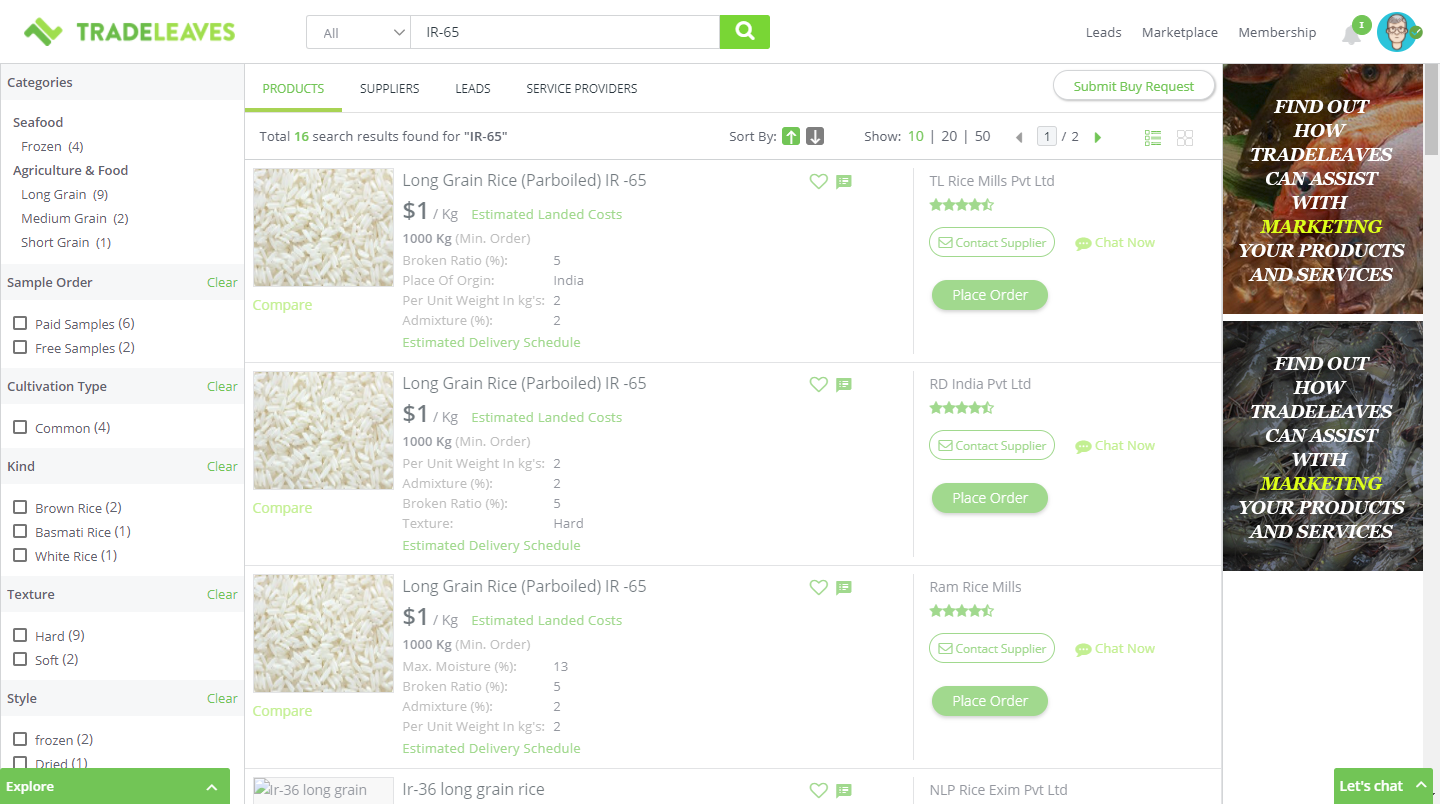 TRADELEAVES
All
IR-65
Leads Marketplace Membership
1
Categories
Seafood
Frozen (4)
Agriculture & Food
Long Grain (9)
Medium Grain (2)
Short Grain (1)
Sample Order Clear
Paid Samples (6)
Free Samples (2)
Cultivation Type Clear
Common (4)
Kind Clear
Brown Rice (2)
Basmati Rice (1)
White Rice (1)
Texture Clear
Hard (9)
Soft (2)
Style Clear
frozen (2)
Dried (1)
Explore
PRODUCTS SUPPLIERS LEADS SERVICE PROVIDERS
Submit Buy Request
Total 16 search results found for "IR-65"
Sort By:
Show: 10 | 20 | 50
1 / 2
Long Grain Rice (Parboiled) IR -65
$1 / Kg Estimated Landed Costs
1000 Kg (Min. Order)
Broken Ratio (%): 5
Place Of Orgin: India
Per Unit Weight In kg's: 2
Admixture (%): 2
Estimated Delivery Schedule
Compare
TL Rice Mills Pvt Ltd
Contact Supplier Chat Now
Place Order
Long Grain Rice (Parboiled) IR -65
$1 / Kg Estimated Landed Costs
1000 Kg (Min. Order)
Per Unit Weight In kg's: 2
Admixture (%): 2
Broken Ratio (%): 5
Texture: Hard
Estimated Delivery Schedule
Compare
RD India Pvt Ltd
Contact Supplier Chat Now
Place Order
Long Grain Rice (Parboiled) IR -65
$1 / Kg Estimated Landed Costs
1000 Kg (Min. Order)
Max. Moisture (%): 13
Broken Ratio (%): 5
Admixture (%): 2
Per Unit Weight In kg's: 2
Estimated Delivery Schedule
Compare
Ram Rice Mills
Contact Supplier Chat Now
Place Order
Ir-36 long grain
Ir-36 long grain rice
NLP Rice Exim Pvt Ltd
FIND OUT
HOW
TRADELEAVES
CAN ASSIST
WITH
MARKETING
YOUR PRODUCTS
AND SERVICES
FIND OUT
HOW
TRADELEAVES
CAN ASSIST
WITH
MARKETING
YOUR PRODUCTS
AND SERVICES
Let's chat